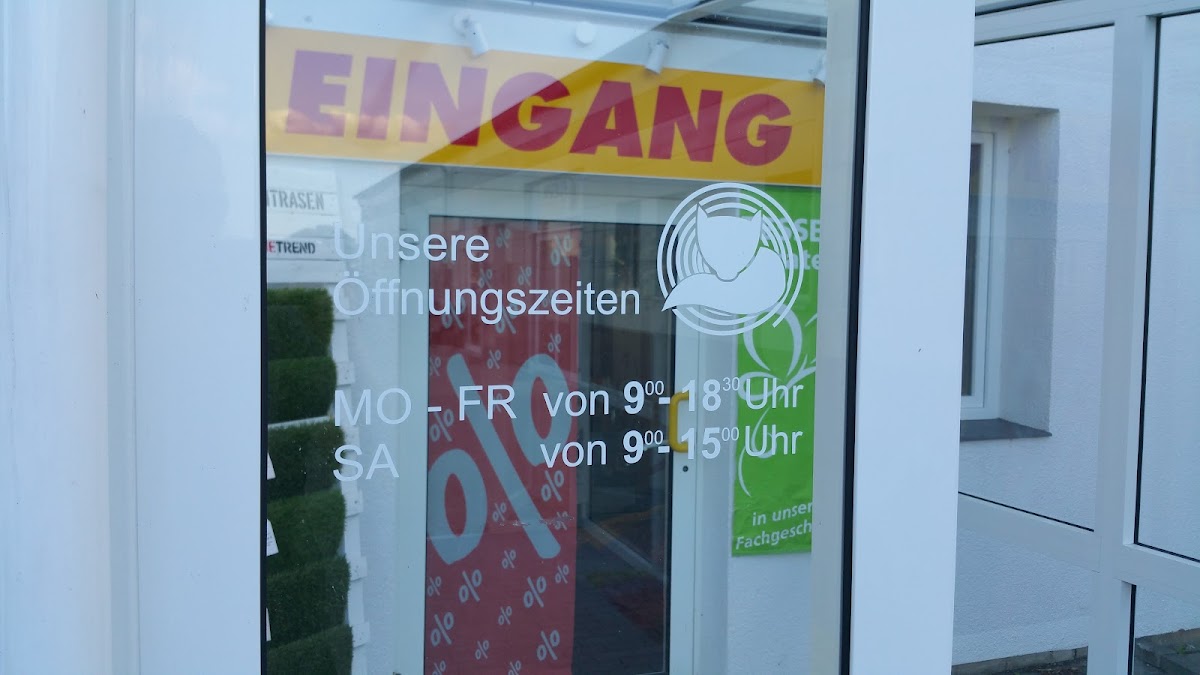 EINGANG
TRASEN
TREND
Unsere
Öffnungszeiten
MO - FR von 9⁰⁰- 18³⁰ Uhr
SA von 9⁰⁰- 15⁰⁰ Uhr
in unser
Fachgesch